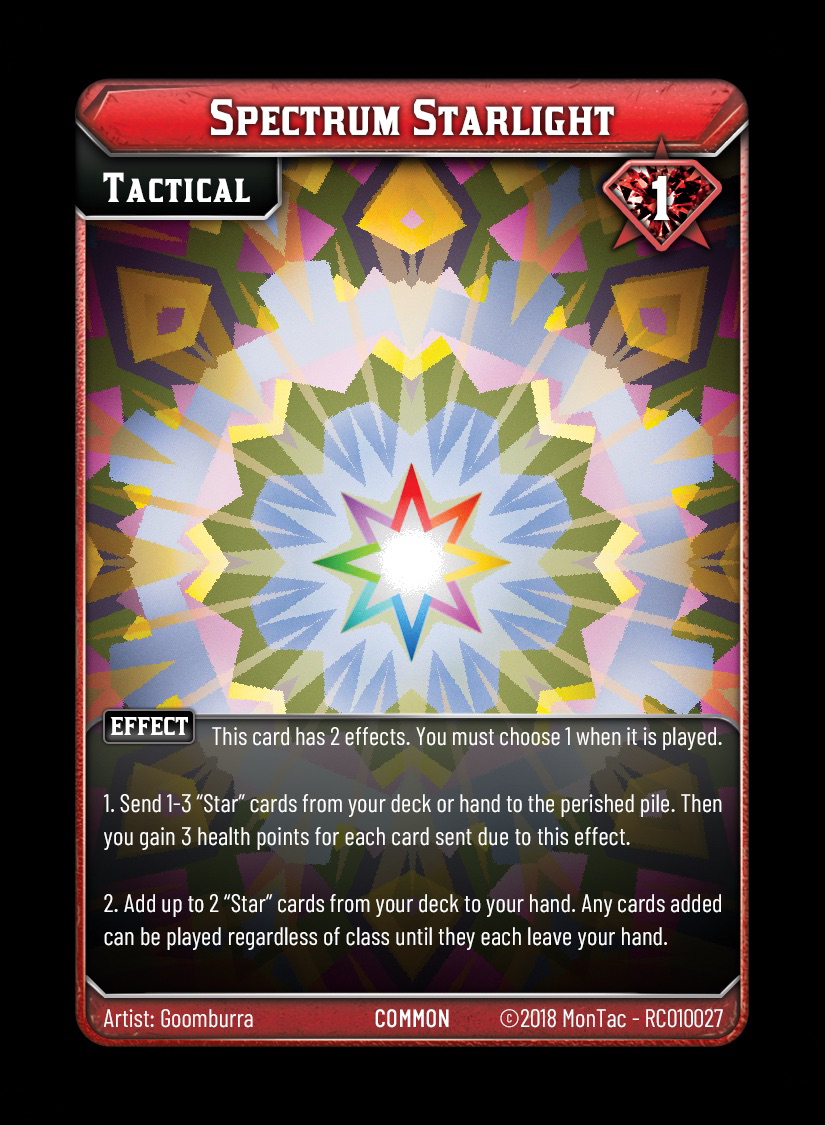 Spectrum Starlight
Tactical
1
EFFECT
This card has 2 effects. You must choose 1 when it is played.
1. Send 1-3 “Star” cards from your deck or hand to the perished pile. Then
you gain 3 health points for each card sent due to this effect.
2. Add up to 2 “Star” cards from your deck to your hand. Any cards added
can be played regardless of class until they each leave your hand.
Artist: Goomburra COMMON ©2018 MonTac - RC010027